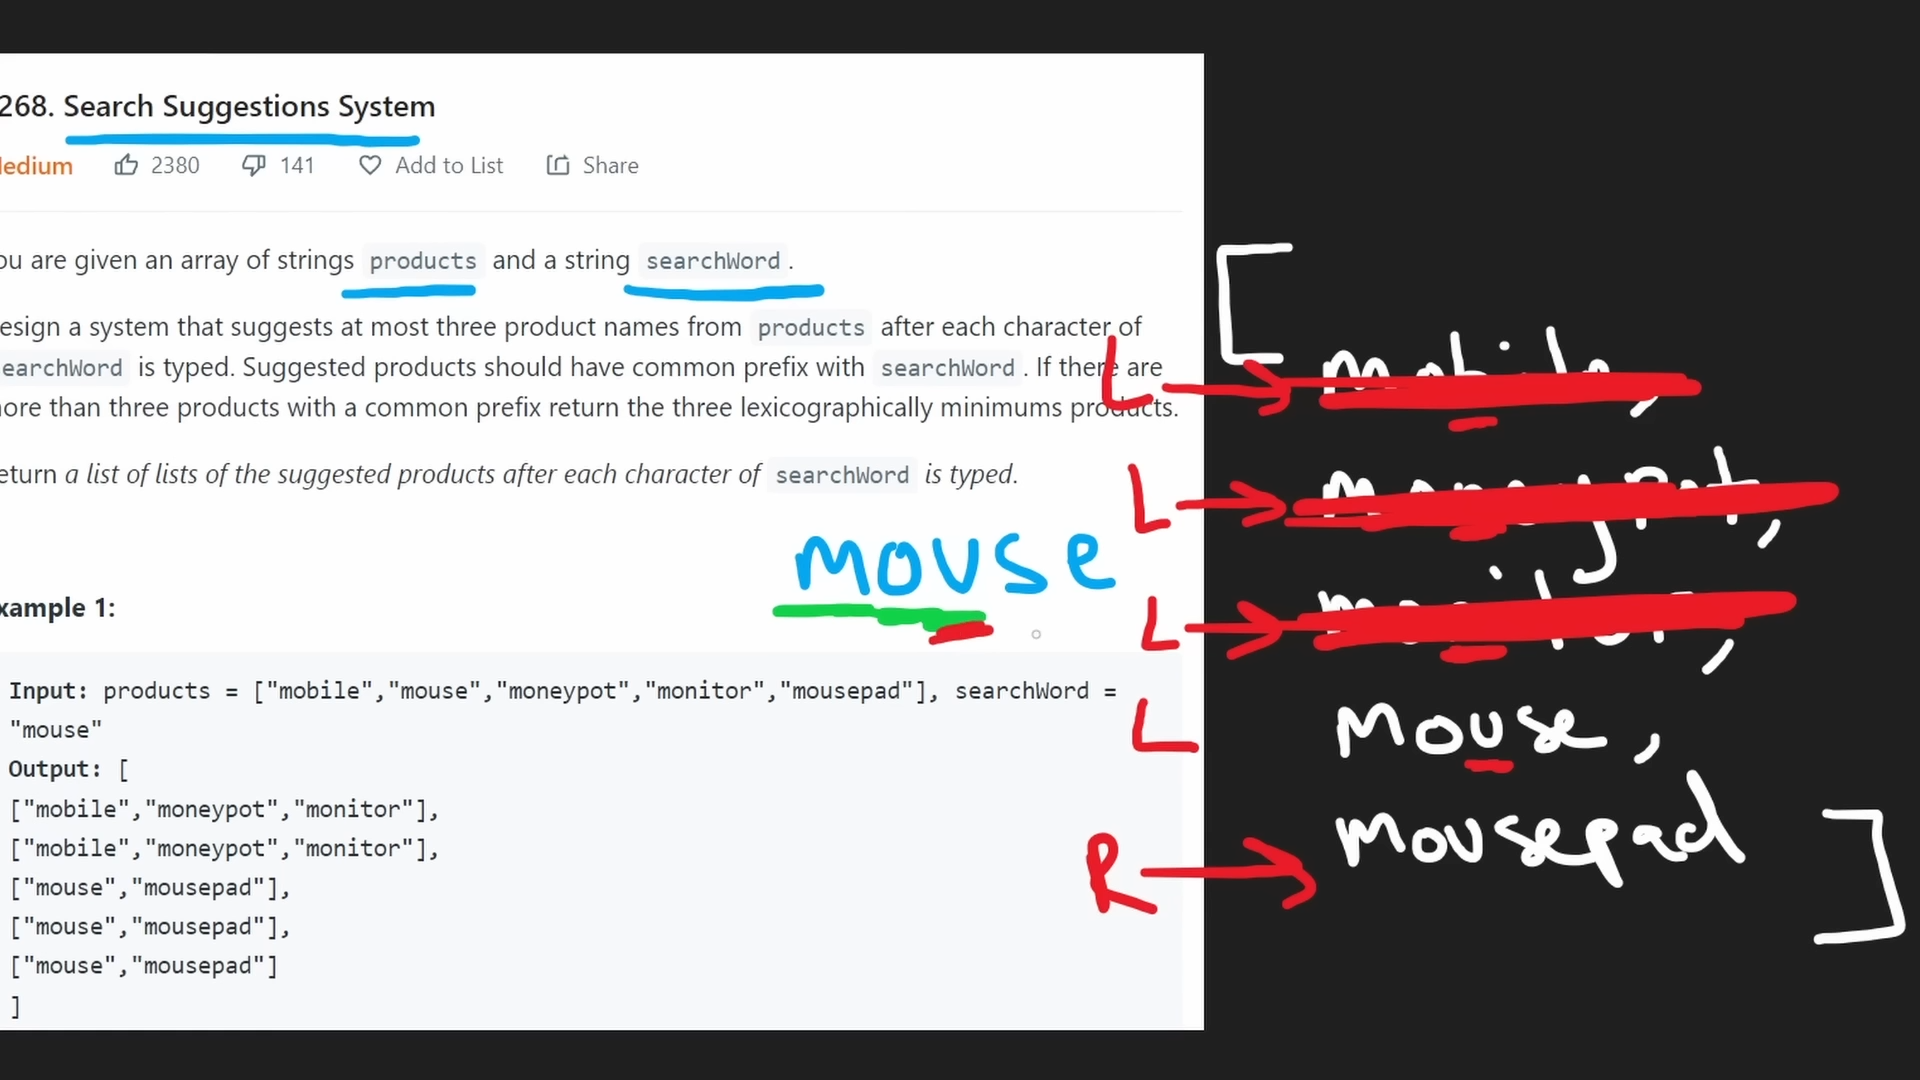 268. Search Suggestions System
edium 2380 141 Add to List Share
ou are given an array of strings products and a string searchWord.
esign a system that suggests at most three product names from products after each character of
earchWord is typed. Suggested products should have common prefix with searchWord. If there are
ore than three products with a common prefix return the three lexicographically minimums products.
eturn a list of lists of the suggested products after each character of searchWord is typed.
mouse
xample 1:
Input: products = ["mobile","mouse","moneypot","monitor","mousepad"], searchWord =
"mouse"
Output: [
["mobile","moneypot","monitor"],
["mobile","moneypot","monitor"],
["mouse","mousepad"],
["mouse","mousepad"],
["mouse","mousepad"]
]
[
L mobile,
L moneypot,
L monitor,
L mouse,
R mousepad ]